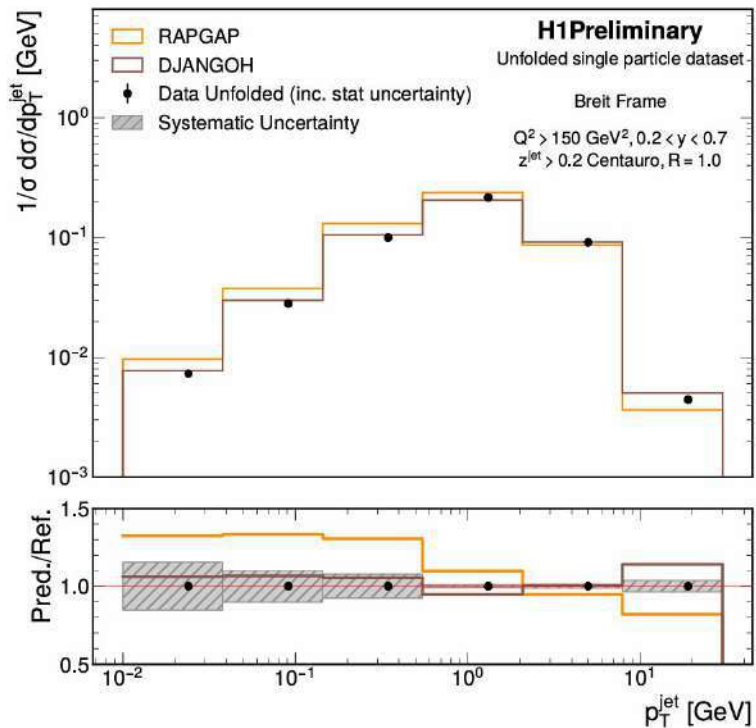 H1Preliminary
Unfolded single particle dataset
Breit Frame
Q² > 150 GeV², 0.2 < y < 0.7
z^jet > 0.2 Centauro, R = 1.0
RAPGAP
DJANGOH
Data Unfolded (inc. stat uncertainty)
Systematic Uncertainty
1/σ dσ/dp_T^jet [GeV]
10⁰
10⁻¹
10⁻²
10⁻³
Pred./Ref.
1.5
1.0
0.5
10⁻²
10⁻¹
10⁰
10¹
p_T^jet [GeV]